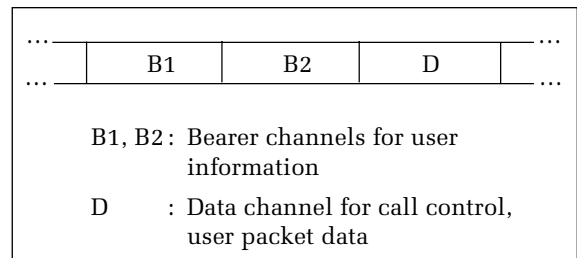 ... ...
B1 B2 D
... ...
B1, B2 : Bearer channels for user
information
D : Data channel for call control,
user packet data